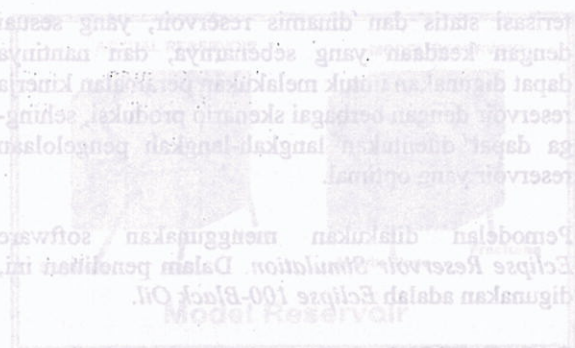 terisasi statis dan dinamis reservoir, yang sesuai
dengan keadaan yang sebenarnya, dan nantinya
dapat digunakan untuk melakukan peramalan kinerja
reservoir dengan berbagai skenario produksi, sehing-
ga dapat ditentukan langkah-langkah pengelolaan
reservoir yang optimal.
Pemodelan dilakukan menggunakan software
Eclipse Reservoir Simulation. Dalam penelitian ini,
digunakan adalah Eclipse 100-Black Oil.
Model Reservoir